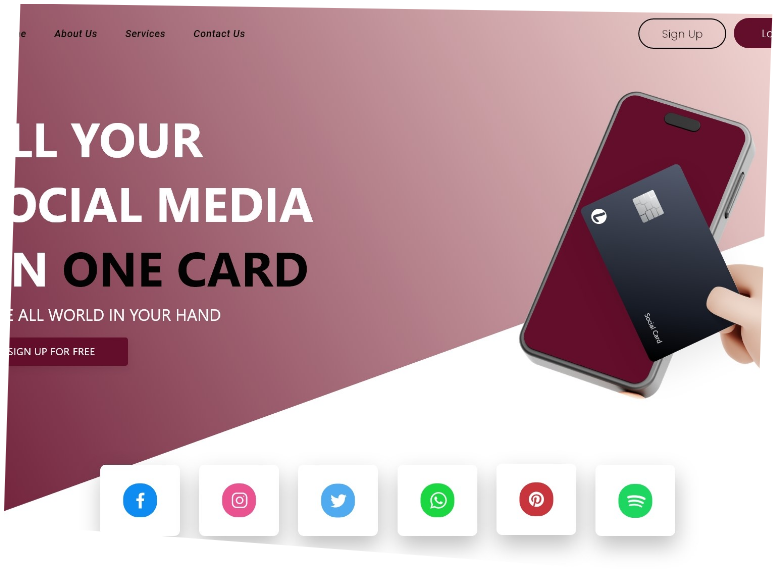 e About Us Services Contact Us Sign Up Lo
LL YOUR
OCIAL MEDIA
N ONE CARD
E ALL WORLD IN YOUR HAND
SIGN UP FOR FREE
Social Card